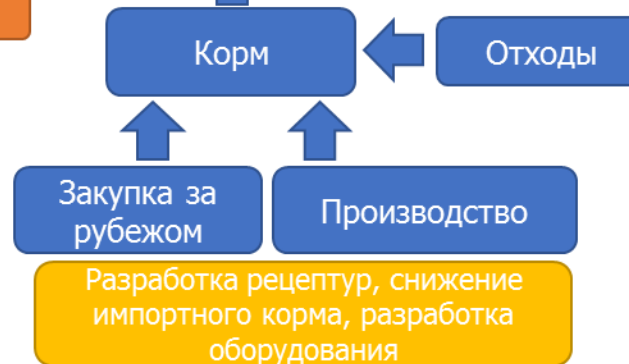 Корм
Отходы
Закупка за
рубежом
Производство
Разработка рецептур, снижение
импортного корма, разработка
оборудования